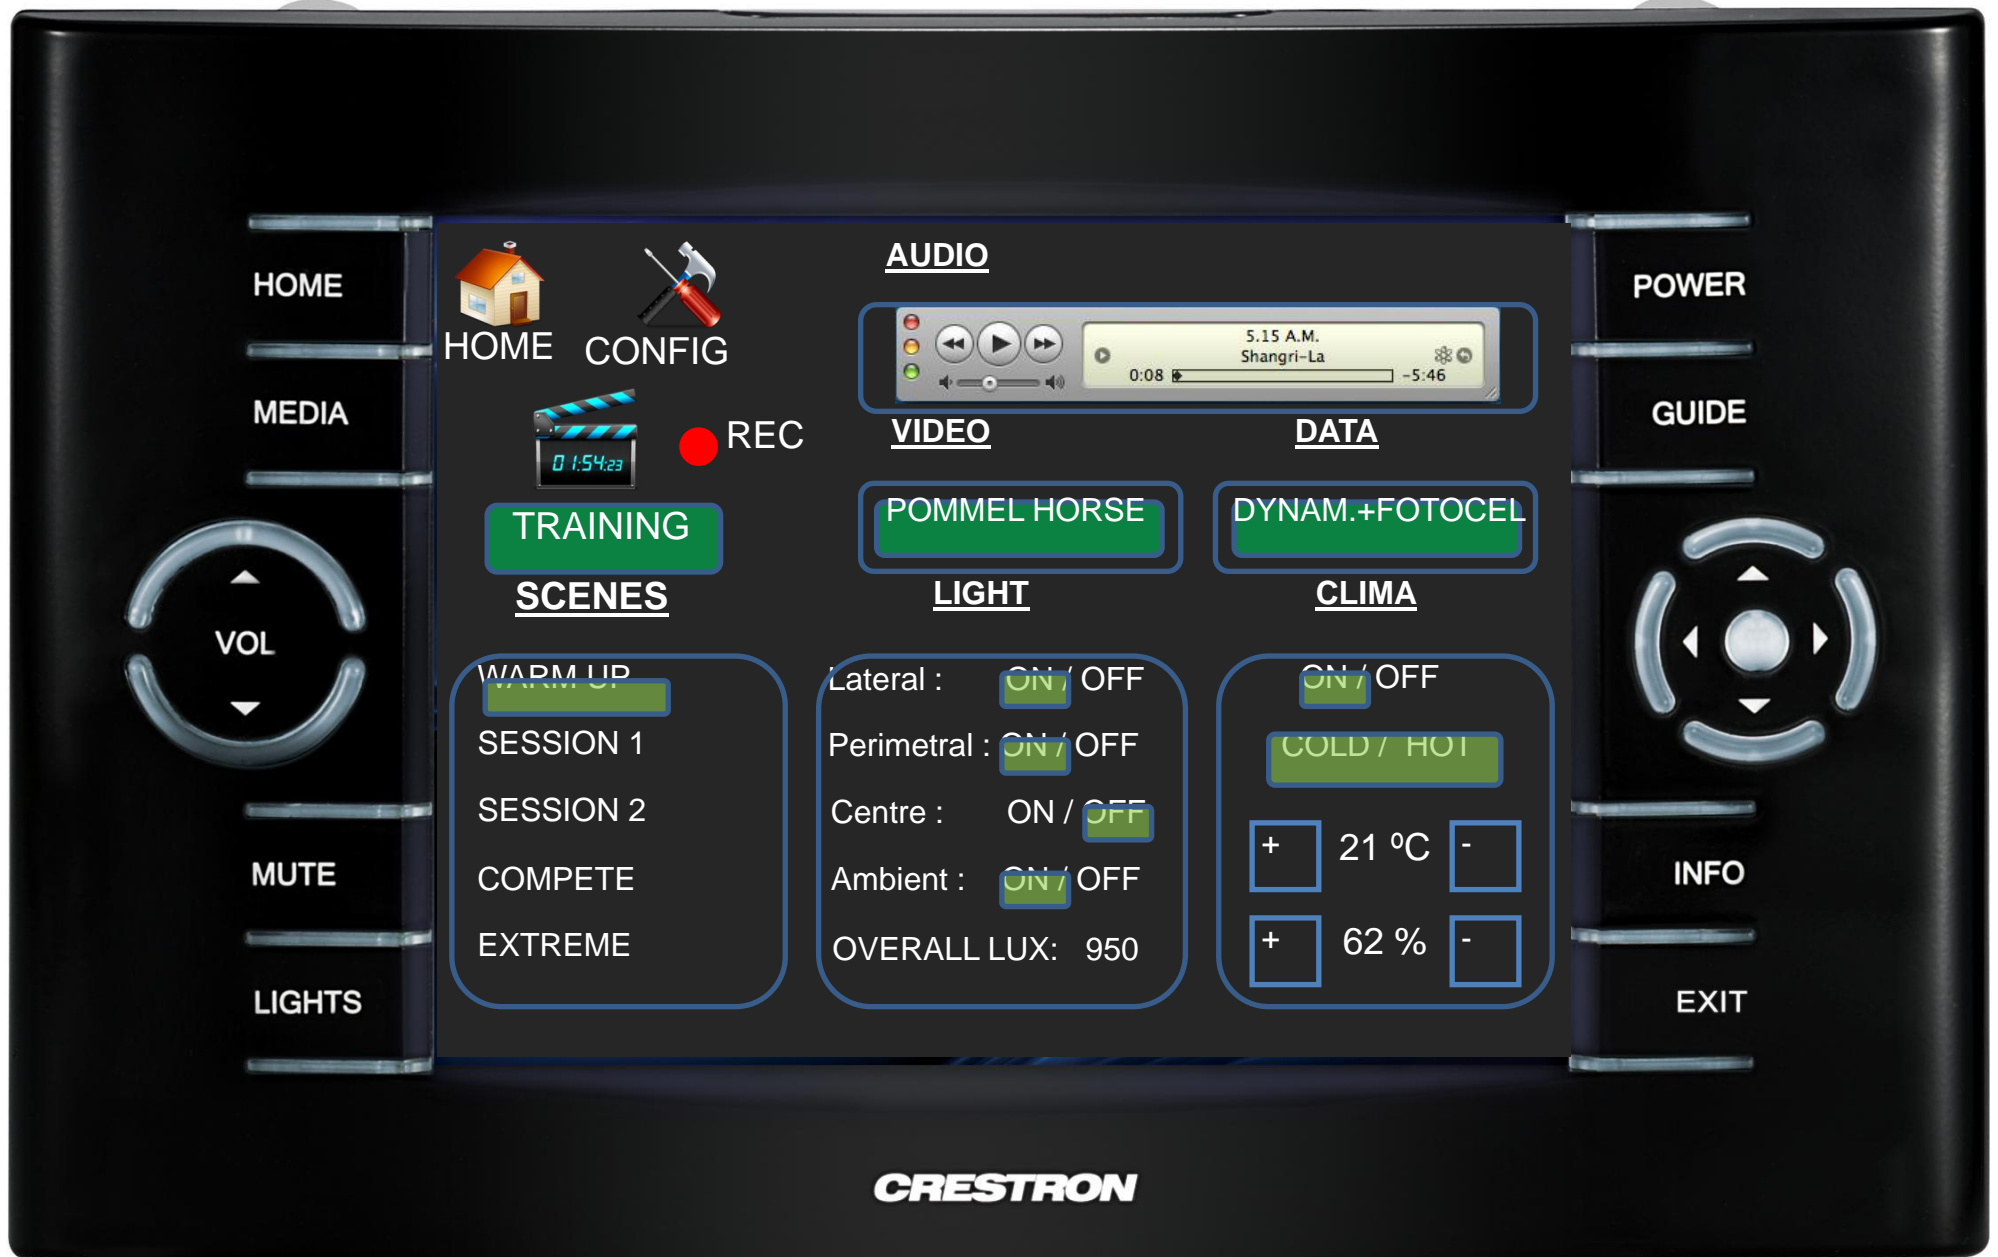 HOME
MEDIA
VOL
MUTE
LIGHTS
HOME
CONFIG
01:54:23
REC
TRAINING
SCENES
WARM UP
SESSION 1
SESSION 2
COMPETE
EXTREME
AUDIO
5.15 A.M.
Shangri-La
0:08 -5:46
VIDEO
POMMEL HORSE
DATA
DYNAM.+FOTOCEL
LIGHT
Lateral : ON / OFF
Perimetral : ON / OFF
Centre : ON / OFF
Ambient : ON / OFF
OVERALL LUX: 950
CLIMA
ON / OFF
COLD / HOT
+ 21 ºC -
+ 62 % -
POWER
GUIDE
INFO
EXIT
CRESTRON